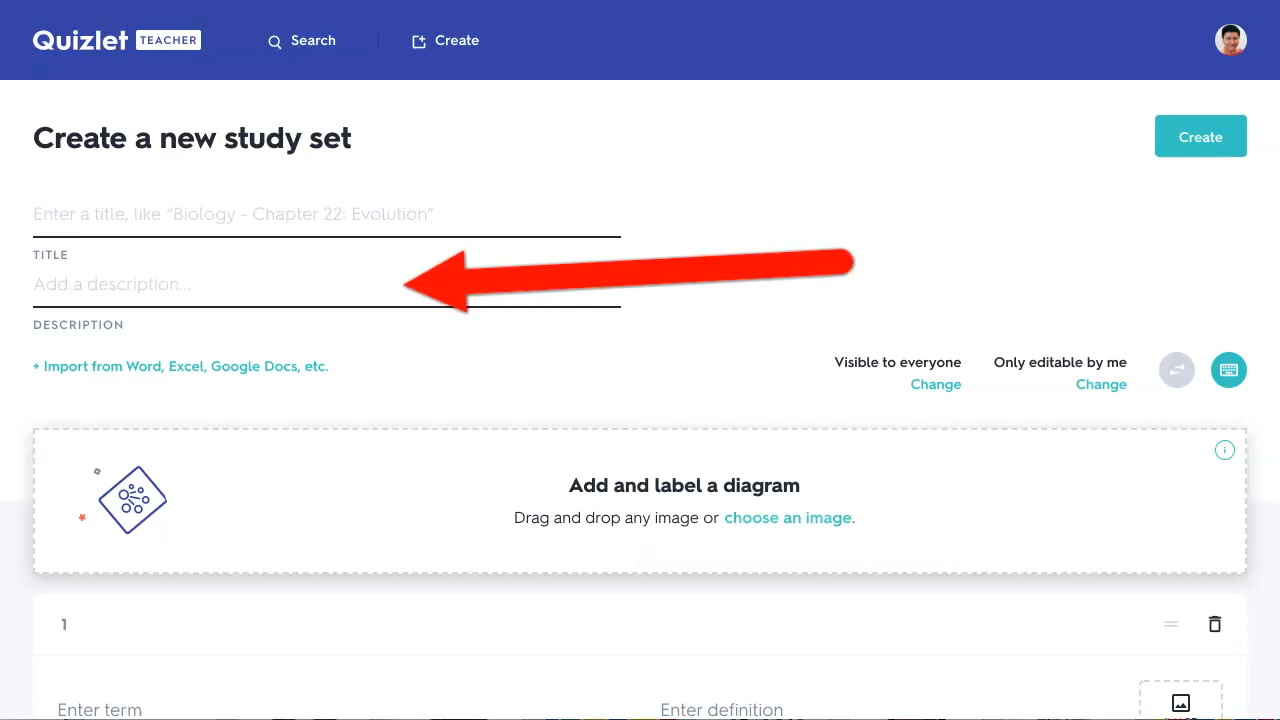 Quizlet TEACHER Search Create
Create a new study set
Create
Enter a title, like “Biology - Chapter 22: Evolution”
TITLE
Add a description...
DESCRIPTION
+ Import from Word, Excel, Google Docs, etc.
Visible to everyone
Change
Only editable by me
Change
Add and label a diagram
Drag and drop any image or choose an image.
1
Enter term
Enter definition